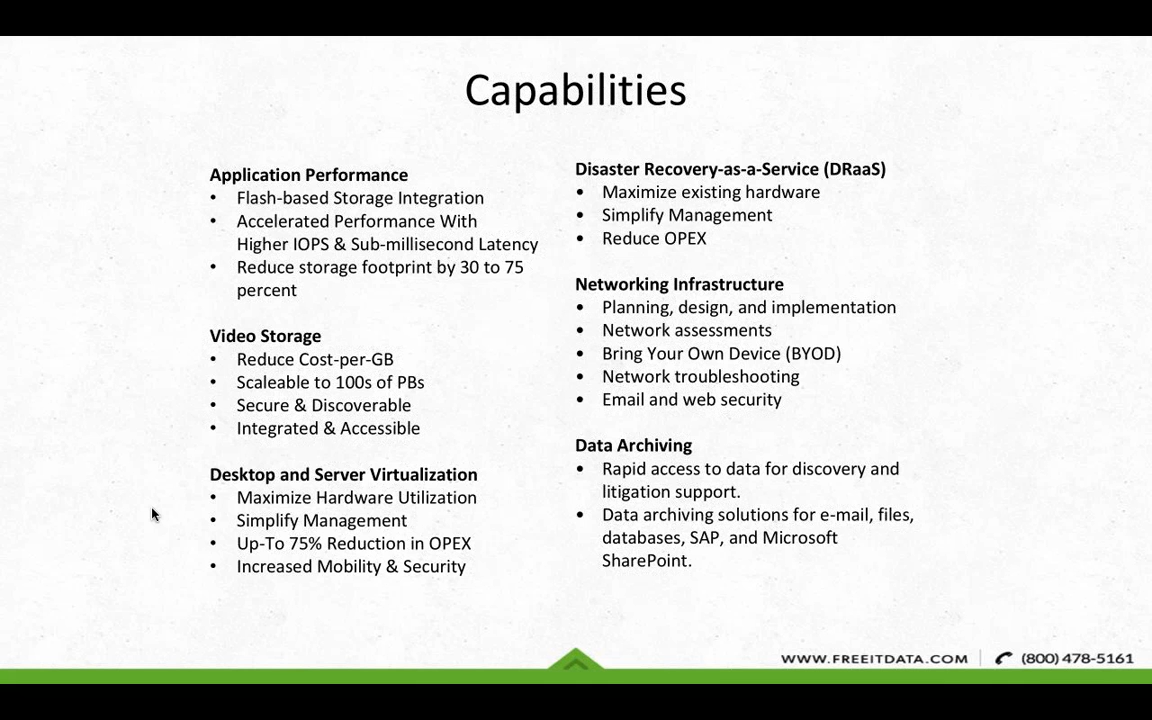 Capabilities
Application Performance
• Flash-based Storage Integration
• Accelerated Performance With
Higher IOPS & Sub-millisecond Latency
• Reduce storage footprint by 30 to 75
percent
Video Storage
• Reduce Cost-per-GB
• Scaleable to 100s of PBs
• Secure & Discoverable
• Integrated & Accessible
Desktop and Server Virtualization
• Maximize Hardware Utilization
• Simplify Management
• Up-To 75% Reduction in OPEX
• Increased Mobility & Security
Disaster Recovery-as-a-Service (DRaaS)
• Maximize existing hardware
• Simplify Management
• Reduce OPEX
Networking Infrastructure
• Planning, design, and implementation
• Network assessments
• Bring Your Own Device (BYOD)
• Network troubleshooting
• Email and web security
Data Archiving
• Rapid access to data for discovery and
litigation support.
• Data archiving solutions for e-mail, files,
databases, SAP, and Microsoft
SharePoint.
WWW.FREEITDATA.COM | (800) 478-5161